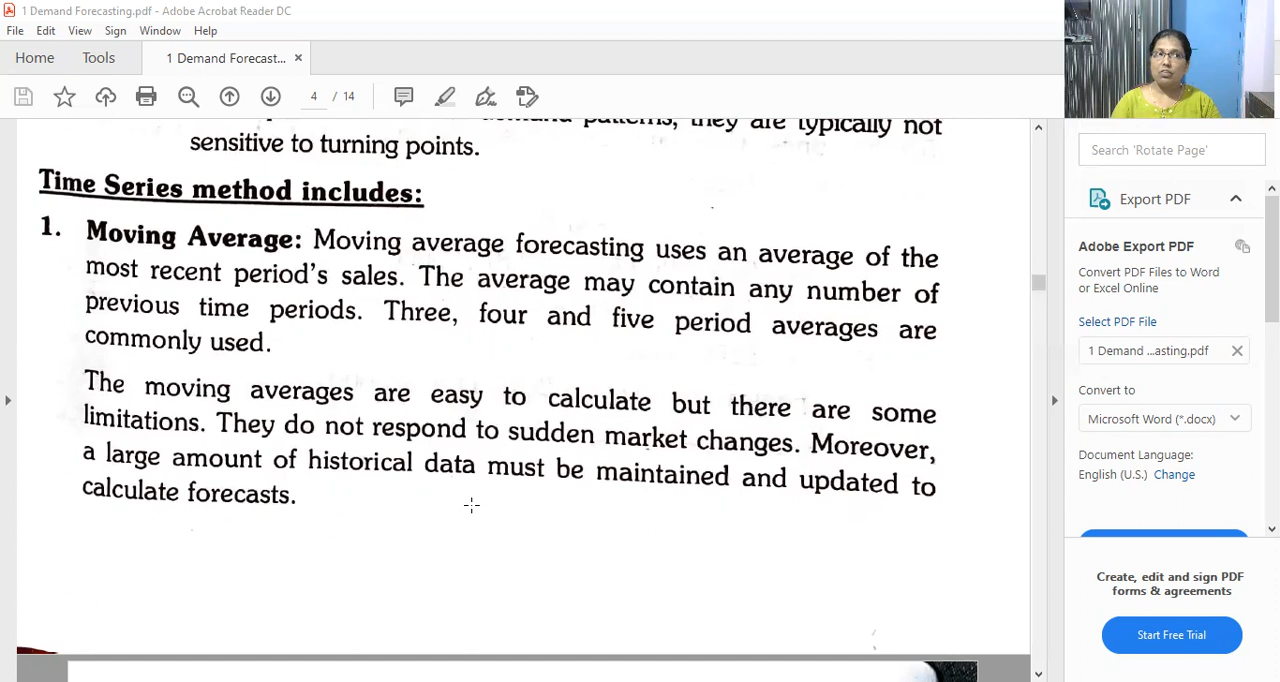 1 Demand Forecasting.pdf - Adobe Acrobat Reader DC
File Edit View Sign Window Help
Home Tools 1 Demand Forecast... ×
4 / 14
demand patterns, they are typically not
sensitive to turning points.
Time Series method includes:
1. Moving Average: Moving average forecasting uses an average of the
most recent period's sales. The average may contain any number of
previous time periods. Three, four and five period averages are
commonly used.
The moving averages are easy to calculate but there are some
limitations. They do not respond to sudden market changes. Moreover,
a large amount of historical data must be maintained and updated to
calculate forecasts.
Search 'Rotate Page'
Export PDF
Adobe Export PDF
Convert PDF Files to Word
or Excel Online
Select PDF File
1 Demand ...asting.pdf
Convert to
Microsoft Word (*.docx)
Document Language:
English (U.S.) Change
Create, edit and sign PDF
forms & agreements
Start Free Trial